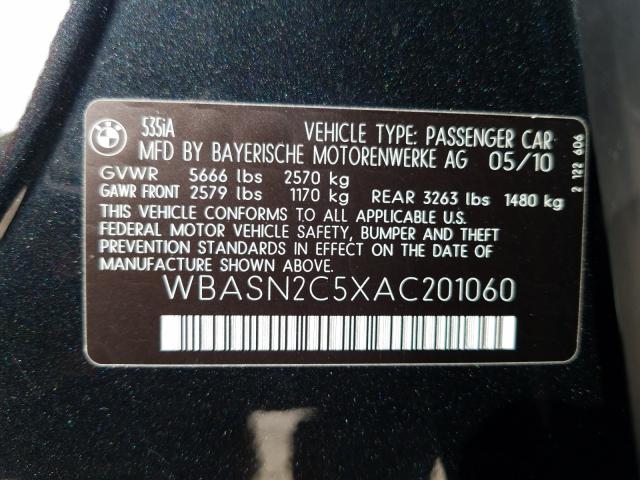 535iA
VEHICLE TYPE: PASSENGER CAR
MFD BY BAYERISCHE MOTORENWERKE AG 05/10
GVWR 5666 lbs 2570 kg
GAWR FRONT 2579 lbs 1170 kg REAR 3263 lbs 1480 kg
THIS VEHICLE CONFORMS TO ALL APPLICABLE U.S.
FEDERAL MOTOR VEHICLE SAFETY, BUMPER AND THEFT
PREVENTION STANDARDS IN EFFECT ON THE DATE OF
MANUFACTURE SHOWN ABOVE.
WBASN2C5XAC201060
2 122 606